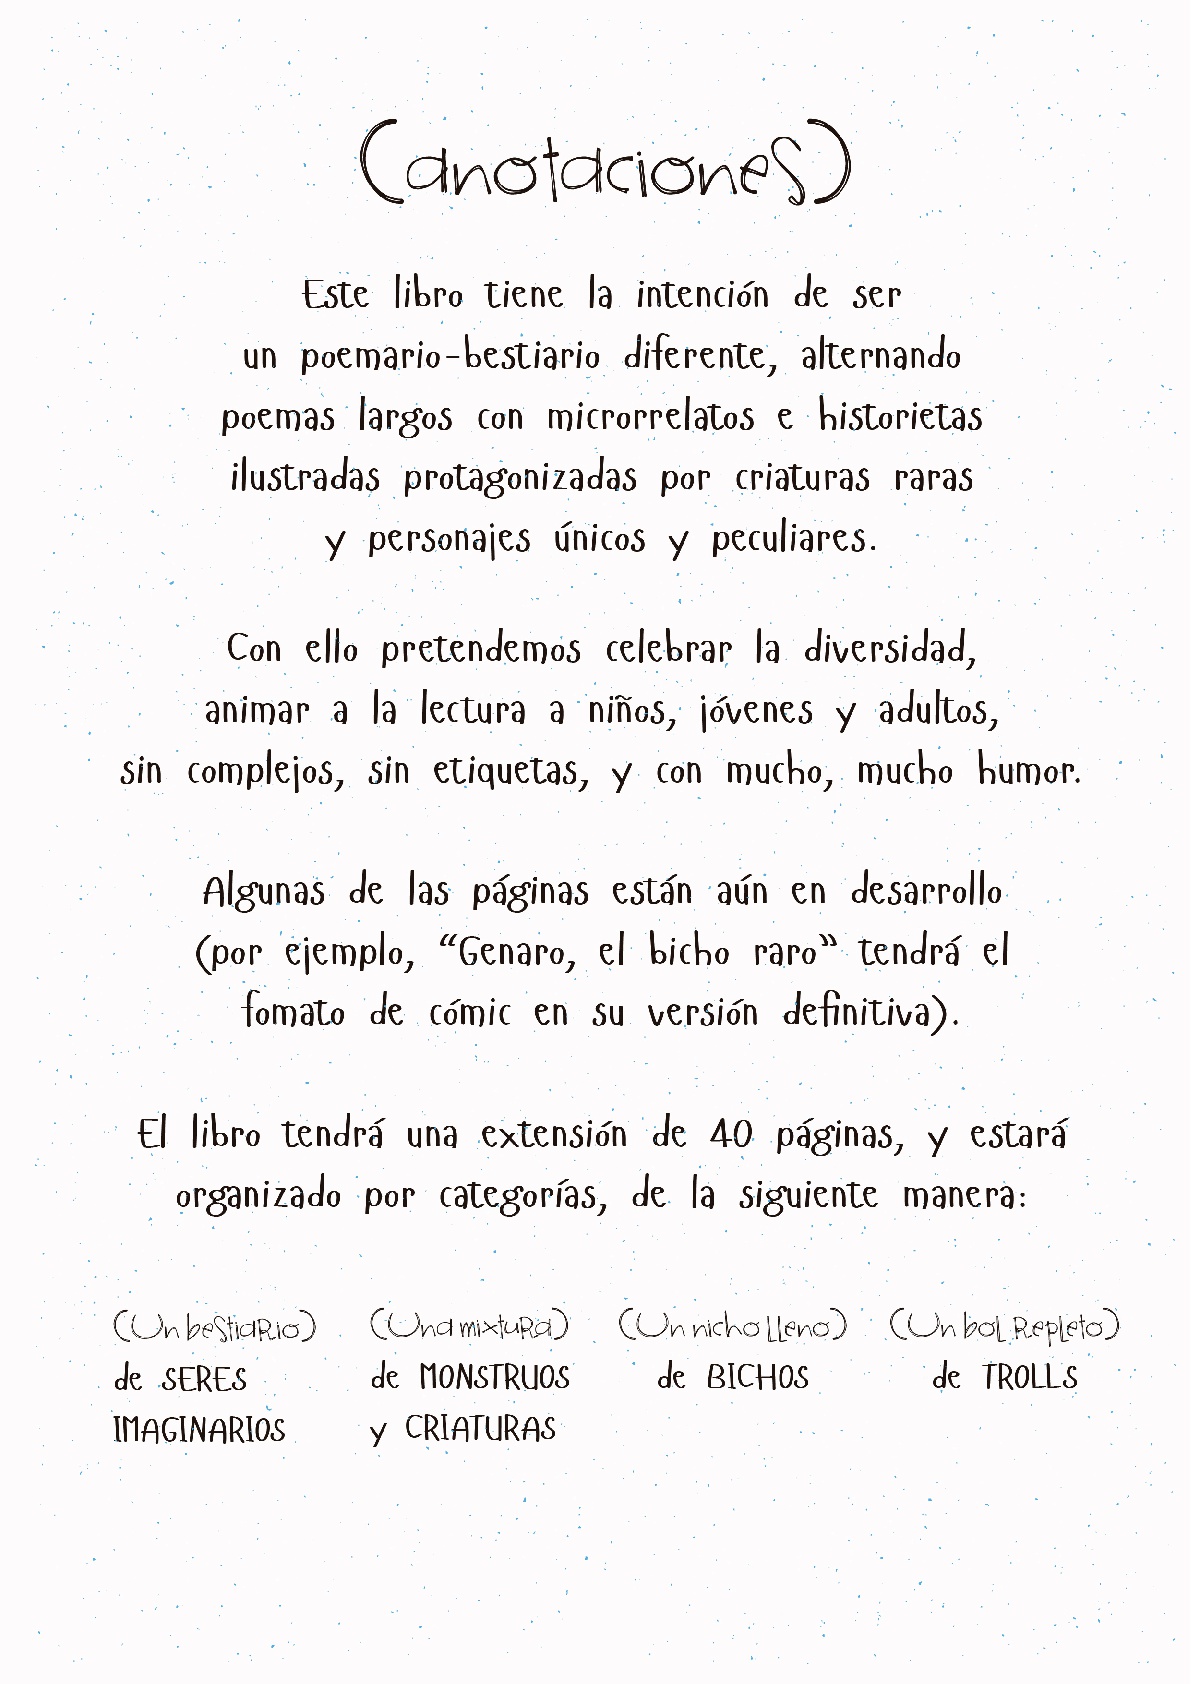 (anotaciones)
Este libro tiene la intención de ser
un poemario-bestiario diferente, alternando
poemas largos con microrrelatos e historietas
ilustradas protagonizadas por criaturas raras
y personajes únicos y peculiares.
Con ello pretendemos celebrar la diversidad,
animar a la lectura a niños, jóvenes y adultos,
sin complejos, sin etiquetas, y con mucho, mucho humor.
Algunas de las páginas están aún en desarrollo
(por ejemplo, “Genaro, el bicho raro” tendrá el
fomato de cómic en su versión definitiva).
El libro tendrá una extensión de 40 páginas, y estará
organizado por categorías, de la siguiente manera:
(Un beStiaRio)
de SERES
IMAGINARIOS
(Una mixtuRa)
de MONSTRUOS
y CRIATURAS
(Un nicho LLeno)
de BICHOS
(Un boL RepLeto)
de TROLLS